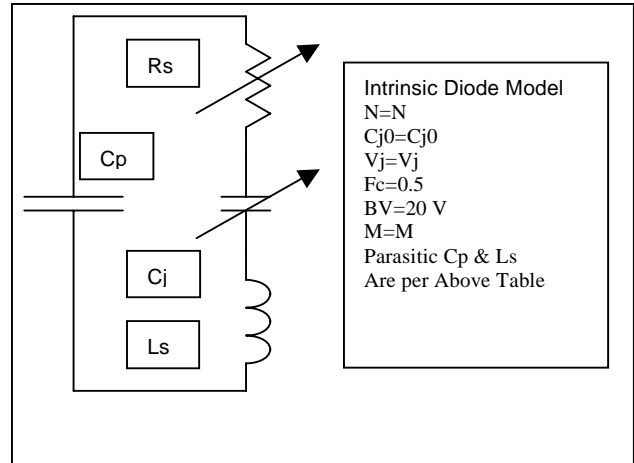 Rs
Cp
Cj
Ls
Intrinsic Diode Model
N=N
Cj0=Cj0
Vj=Vj
Fc=0.5
BV=20 V
M=M
Parasitic Cp & Ls
Are per Above Table